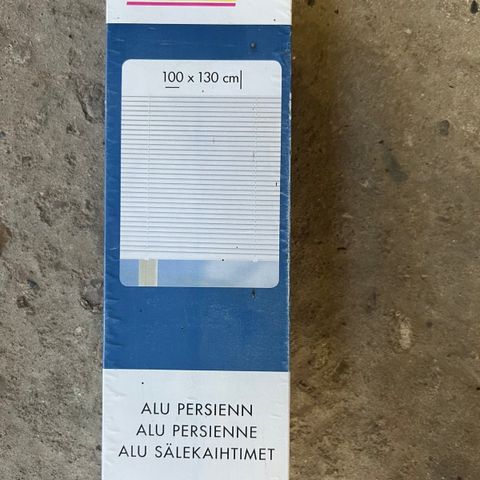 100 x 130 cm
ALU PERSIENN
ALU PERSIENNE
ALU SÄLEKAIHTIMET